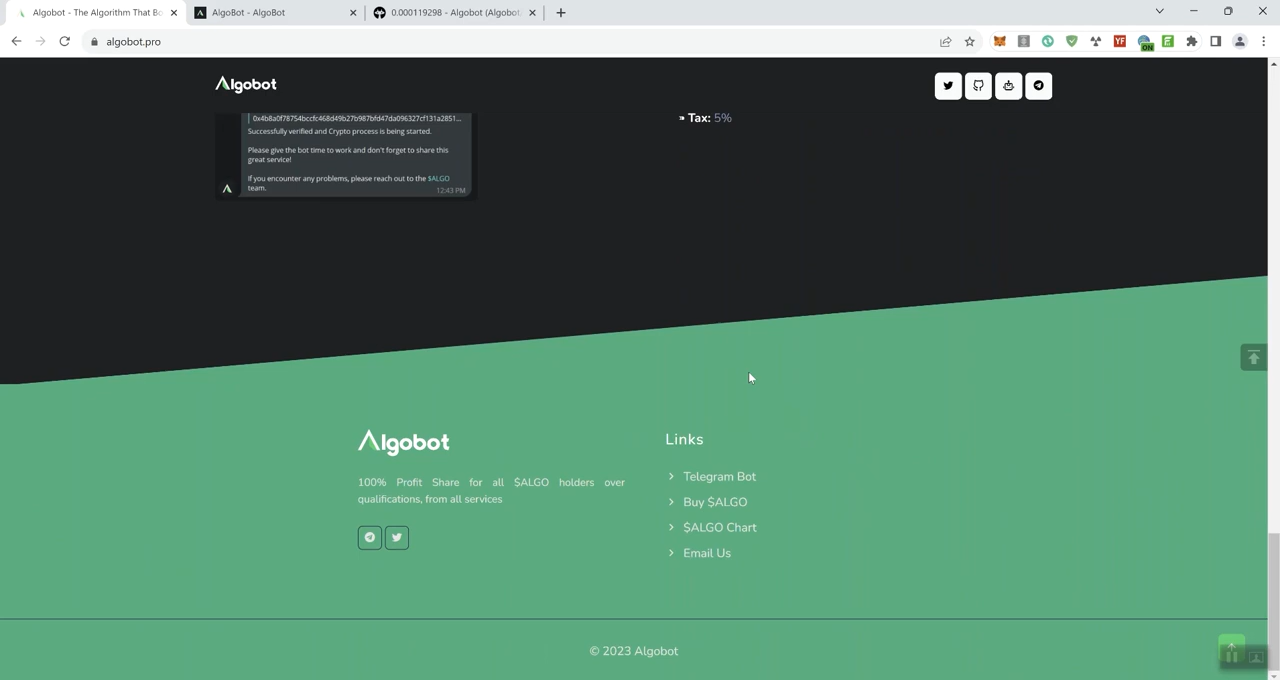 Algobot - The Algorithm That Bo
AlgoBot - AlgoBot
0.000119298 - Algobot (Algobot
algobot.pro
YF
ON
Algobot
0x4b8a0f78754bccfc468d49b27b987bfd47da096327cf131a2851...
Successfully verified and Crypto process is being started.
Please give the bot time to work and don't forget to share this
great service!
If you encounter any problems, please reach out to the $ALGO
team.
12:43 PM
Tax: 5%
Algobot
100% Profit Share for all $ALGO holders over
qualifications, from all services
Links
Telegram Bot
Buy $ALGO
$ALGO Chart
Email Us
© 2023 Algobot